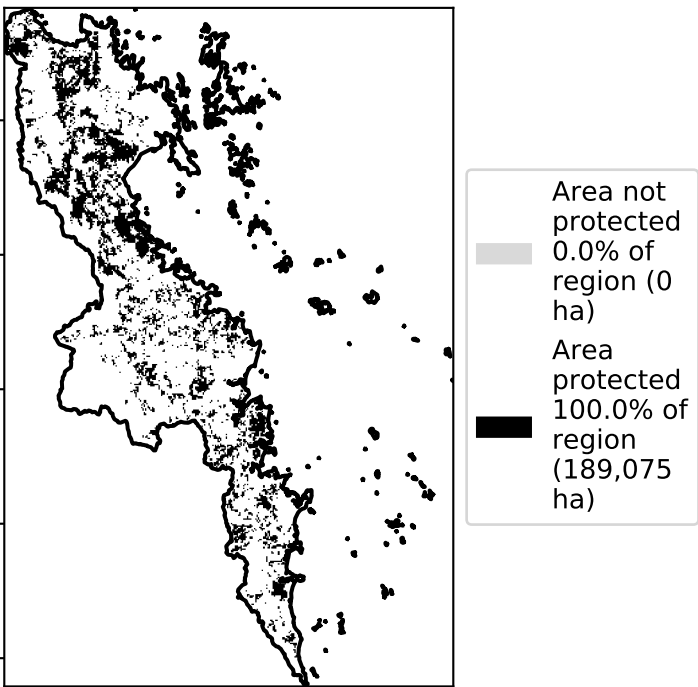 Area not
protected
0.0% of
region (0
ha)
Area
protected
100.0% of
region
(189,075
ha)